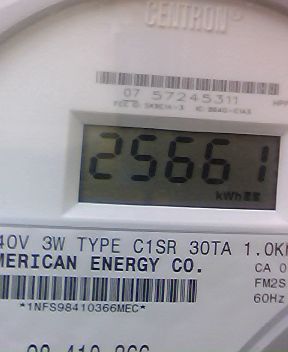 CENTRON
07 57245311
25661
kWh
40V 3W TYPE C1SR 30TA 1.0K
MERICAN ENERGY CO.
CA 0
FM2S
*1NFS98410366MEC*
60Hz